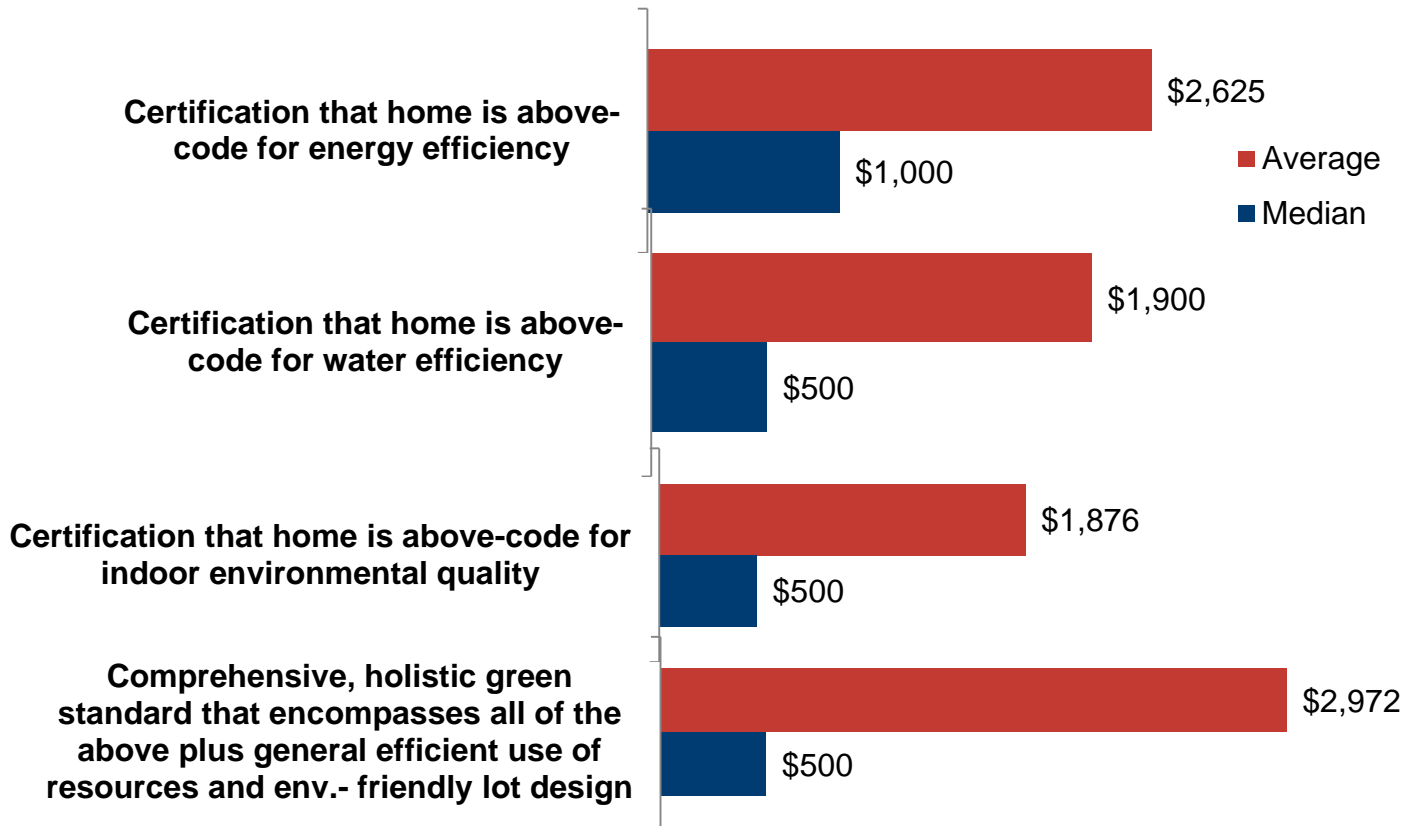 Certification that home is above-
code for energy efficiency
$2,625
$1,000
Average
Median
Certification that home is above-
code for water efficiency
$1,900
$500
Certification that home is above-code for
indoor environmental quality
$1,876
$500
Comprehensive, holistic green
standard that encompasses all of the
above plus general efficient use of
resources and env.- friendly lot design
$2,972
$500